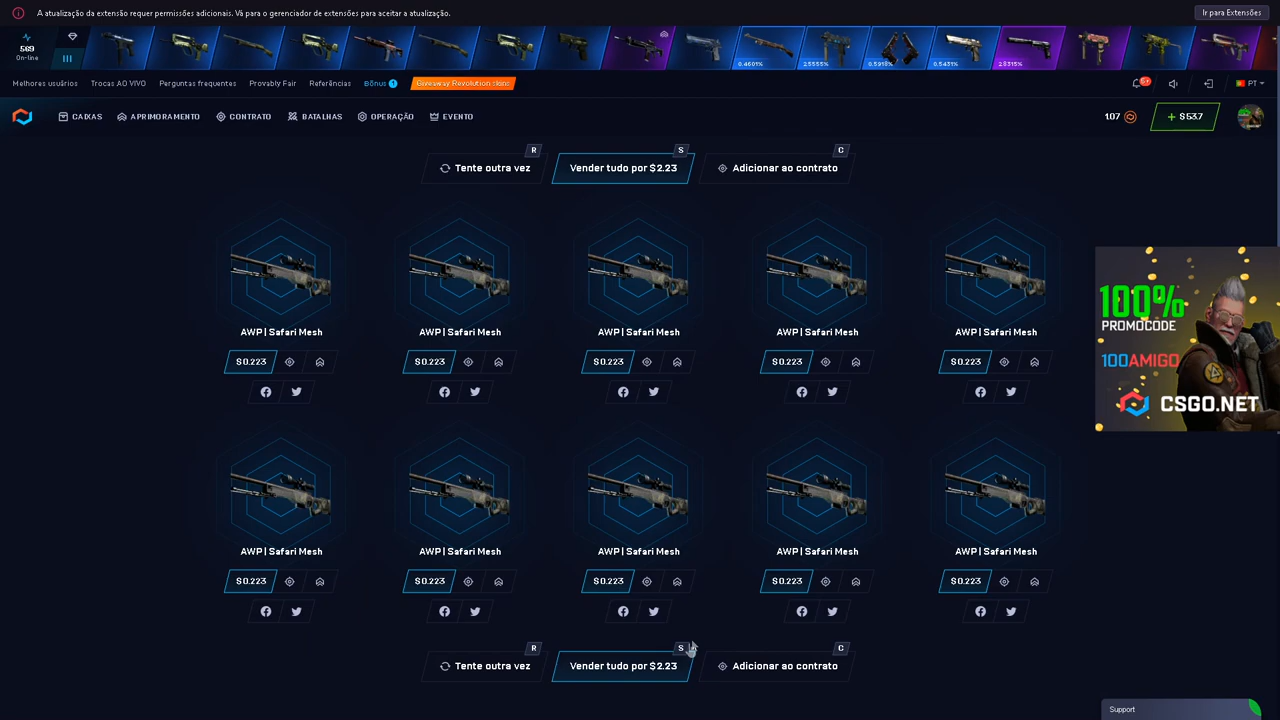 A atualização da extensão requer permissões adicionais. Vá para o gerenciador de extensões para aceitar a atualização.
Ir para Extensões
569
On-line
0.4601%
2.5555%
0.5918%
0.5431%
2.8315%
Melhores usuários
Trocas AO VIVO
Perguntas frequentes
Provably Fair
Referências
Bônus 1
Giveaway Revolution skins
PT
CAIXAS
APRIMORAMENTO
CONTRATO
BATALHAS
OPERAÇÃO
EVENTO
107
+ $ 53.7
R
S
C
Tente outra vez
Vender tudo por $ 2.23
Adicionar ao contrato
AWP | Safari Mesh
AWP | Safari Mesh
AWP | Safari Mesh
AWP | Safari Mesh
AWP | Safari Mesh
$ 0.223
$ 0.223
$ 0.223
$ 0.223
$ 0.223
100%
PROMOCODE
100AMIGO
CSGO.NET
AWP | Safari Mesh
AWP | Safari Mesh
AWP | Safari Mesh
AWP | Safari Mesh
AWP | Safari Mesh
$ 0.223
$ 0.223
$ 0.223
$ 0.223
$ 0.223
R
S
C
Tente outra vez
Vender tudo por $ 2.23
Adicionar ao contrato
Support